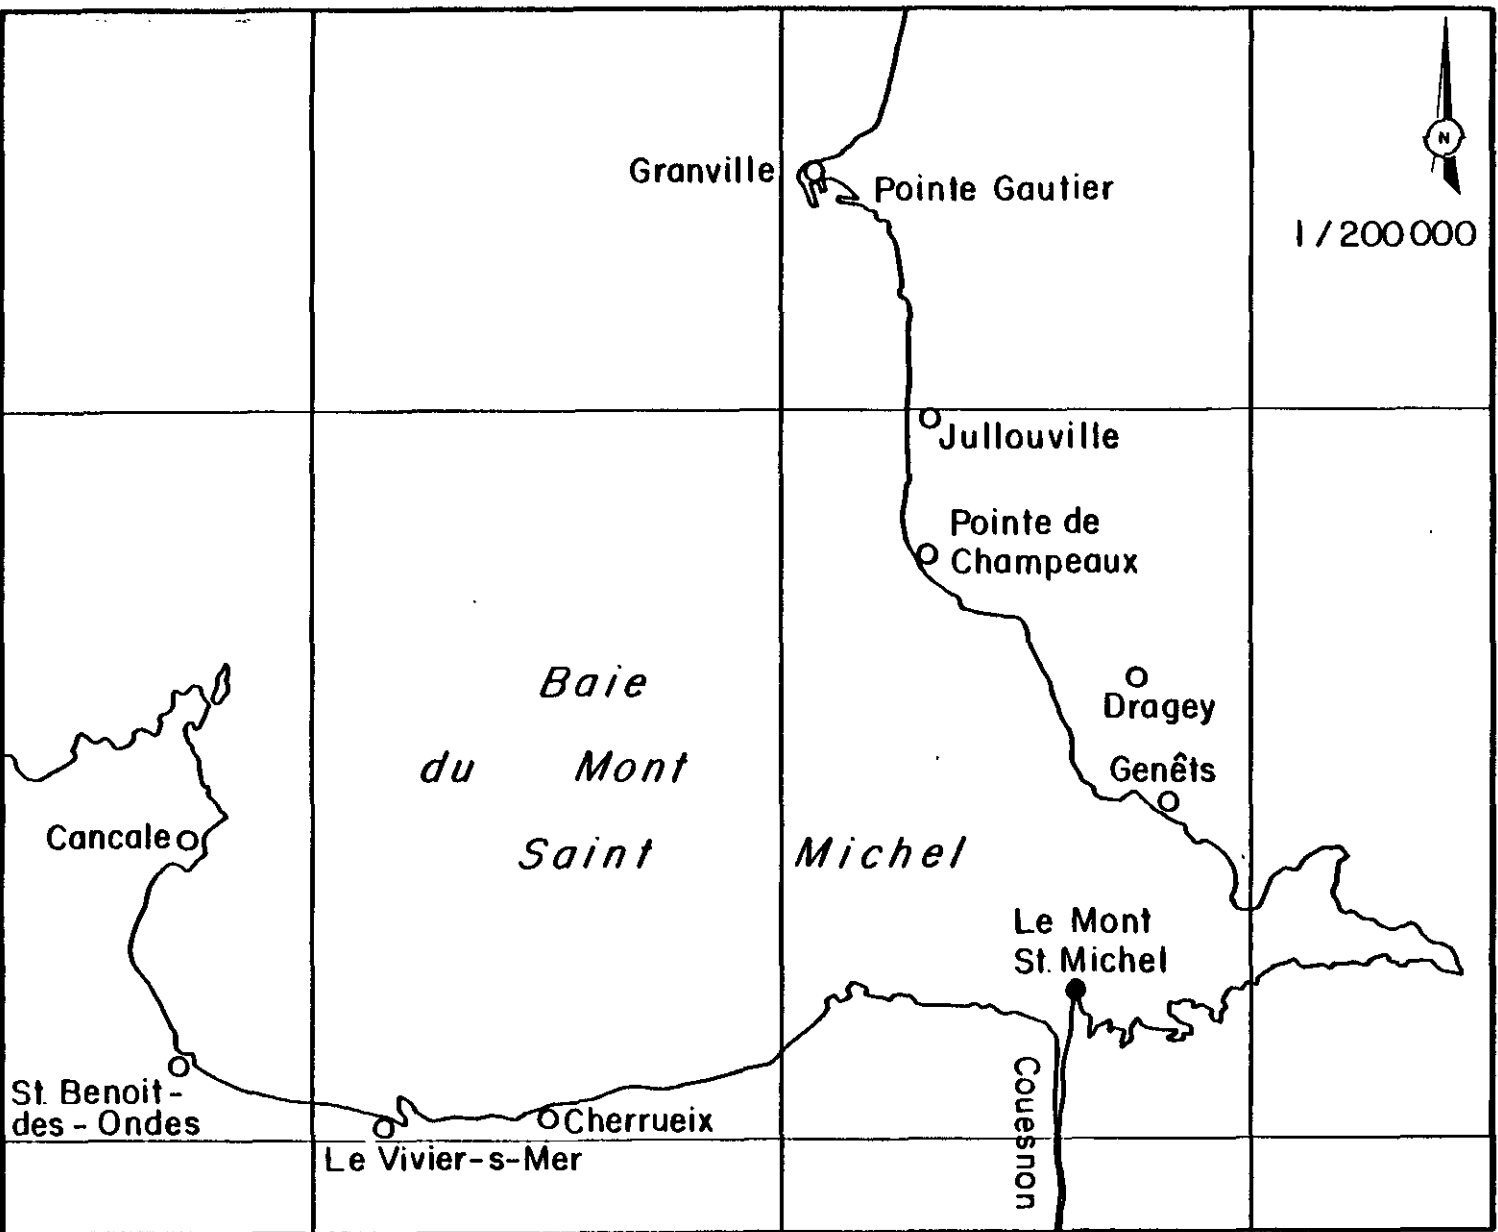 N
Granville
Pointe Gautier
1/200000
Jullouville
Pointe de
Champeaux
Baie
du Mont
Saint Michel
Dragey
Genêts
Cancale
Le Mont
St. Michel
St. Benoit-
des-Ondes
Cherrueix
Le Vivier-s-Mer
Couesnon